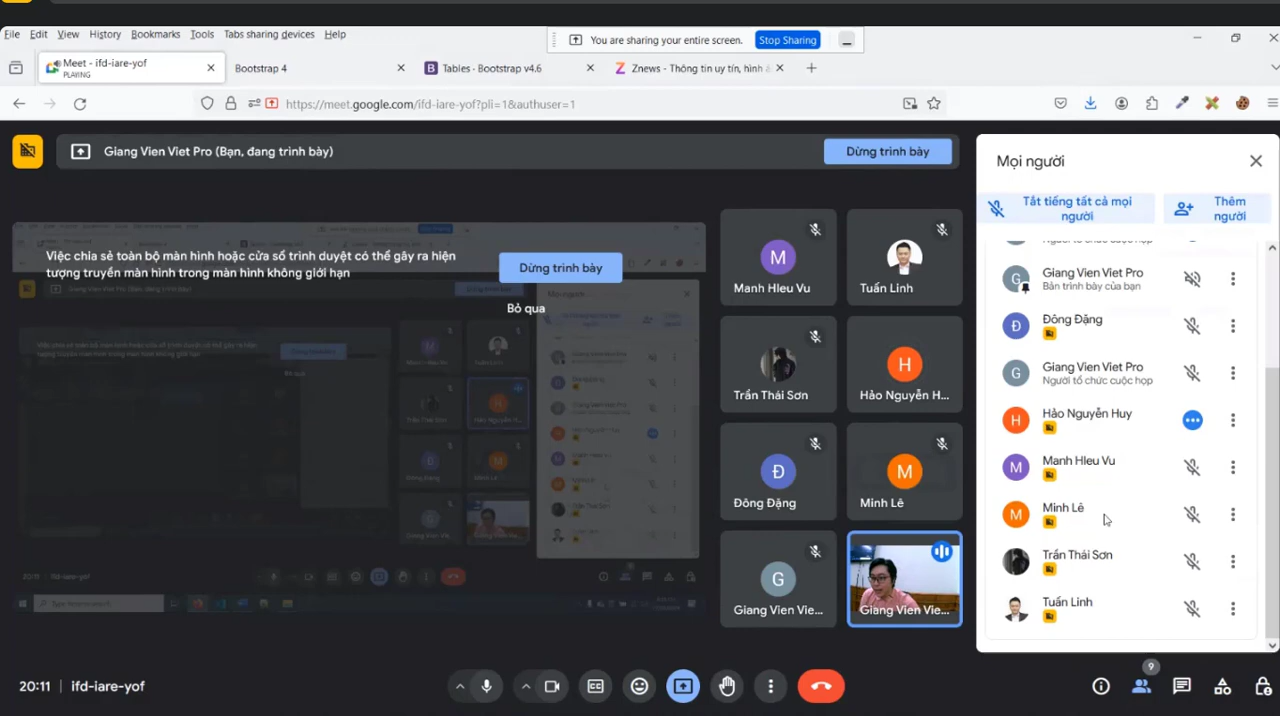 File Edit View History Bookmarks Tools Tabs sharing devices Help
You are sharing your entire screen. Stop Sharing
Meet - ifd-iare-yof
PLAYING
Bootstrap 4
Tables - Bootstrap v4.6
Znews - Thông tin uy tín, hình ả
https://meet.google.com/ifd-iare-yof?pli=1&authuser=1
Giang Vien Viet Pro (Bạn, đang trình bày)
Dừng trình bày
Việc chia sẻ toàn bộ màn hình hoặc cửa sổ trình duyệt có thể gây ra hiện
tượng truyền màn hình trong màn hình không giới hạn
Dừng trình bày
Bỏ qua
M
Manh HIeu Vu
Tuấn Linh
Trần Thái Sơn
H
Hảo Nguyễn H...
Đ
Đông Đặng
M
Minh Lê
G
Giang Vien Vie...
Giang Vien Vie...
Mọi người
Tắt tiếng tất cả mọi
người
Thêm
người
Người tổ chức cuộc họp
G
Giang Vien Viet Pro
Bản trình bày của bạn
Đ
Đông Đặng
G
Giang Vien Viet Pro
Người tổ chức cuộc họp
H
Hảo Nguyễn Huy
M
Manh HIeu Vu
M
Minh Lê
Trần Thái Sơn
Tuấn Linh
20:11 | ifd-iare-yof
9